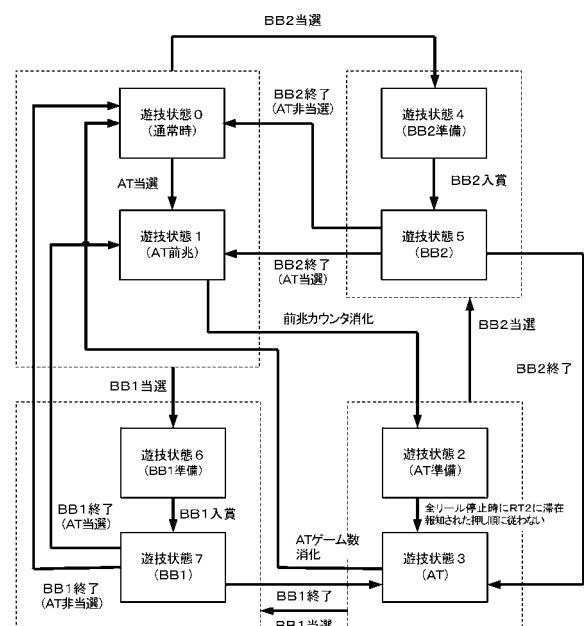 BB2当選
遊技状態0
(通常時)
BB2終了
(AT非当選)
遊技状態4
(BB2準備)
AT当選
BB2入賞
遊技状態1
(AT前兆)
遊技状態5
(BB2)
BB2終了
(AT当選)
前兆カウンタ消化
BB2当選
BB1当選
BB2終了
遊技状態6
(BB1準備)
遊技状態2
(AT準備)
BB1終了
(AT当選)
BB1入賞
全リール停止時にRT2に滞在
報知された押し順に従わない
ATゲーム数
消化
遊技状態7
(BB1)
遊技状態3
(AT)
BB1終了
(AT非当選)
BB1終了
BB1当選